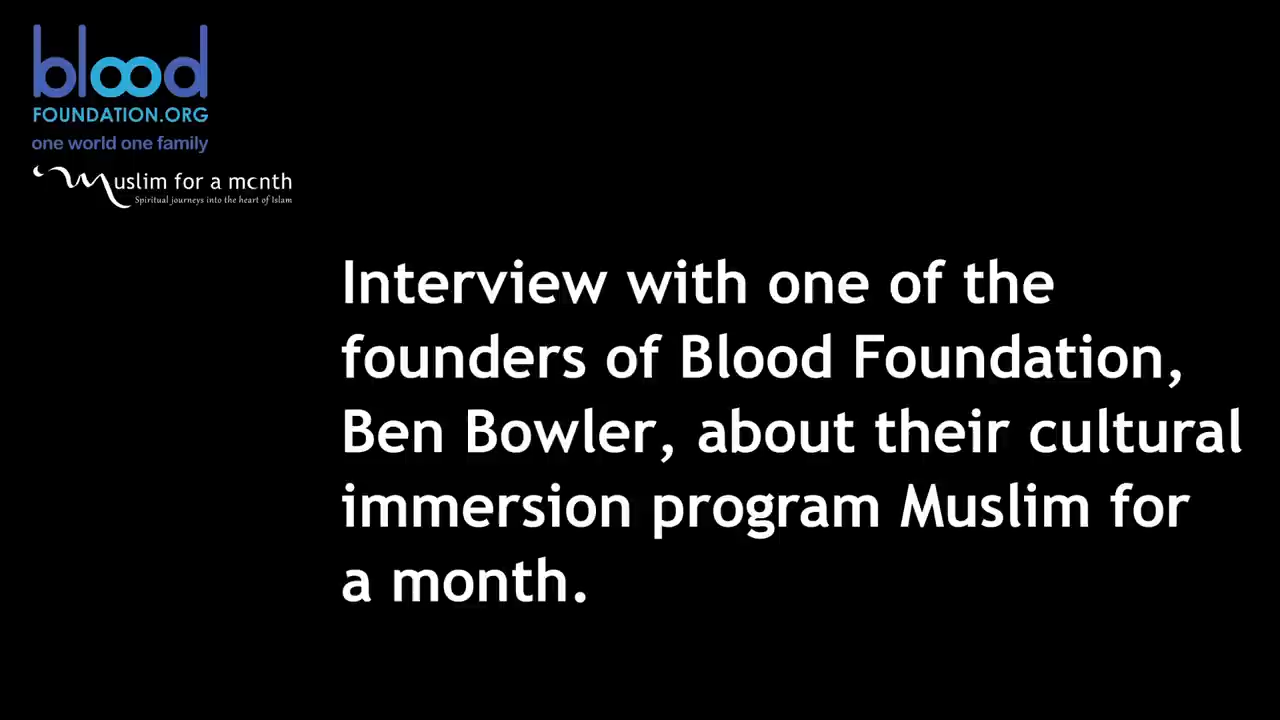 blood
FOUNDATION.ORG
one world one family
Muslim for a month
Spiritual journeys into the heart of Islam
Interview with one of the
founders of Blood Foundation,
Ben Bowler, about their cultural
immersion program Muslim for
a month.